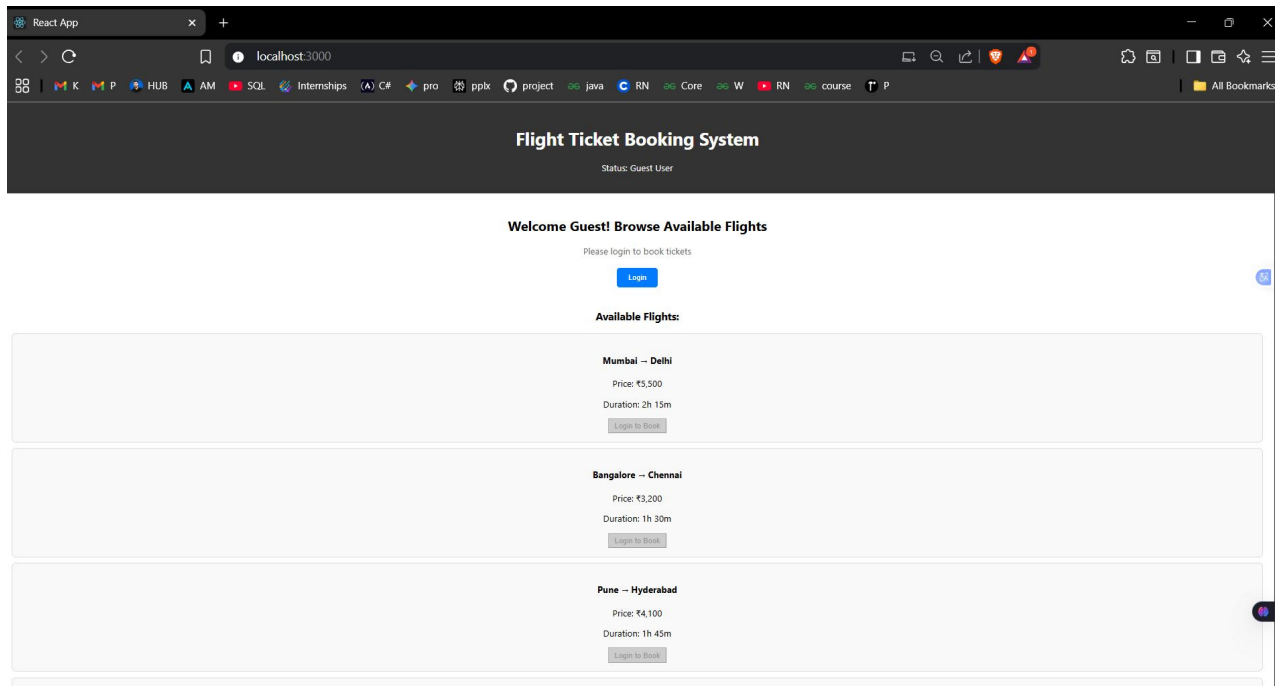 React App
localhost:3000
M K M P HUB AM SQL Internships C# pro pplx project java RN Core W RN course P All Bookmarks
Flight Ticket Booking System
Status: Guest User
Welcome Guest! Browse Available Flights
Please login to book tickets
Login
Available Flights:
Mumbai → Delhi
Price: ₹5,500
Duration: 2h 15m
Login to Book
Bangalore → Chennai
Price: ₹3,200
Duration: 1h 30m
Login to Book
Pune → Hyderabad
Price: ₹4,100
Duration: 1h 45m
Login to Book